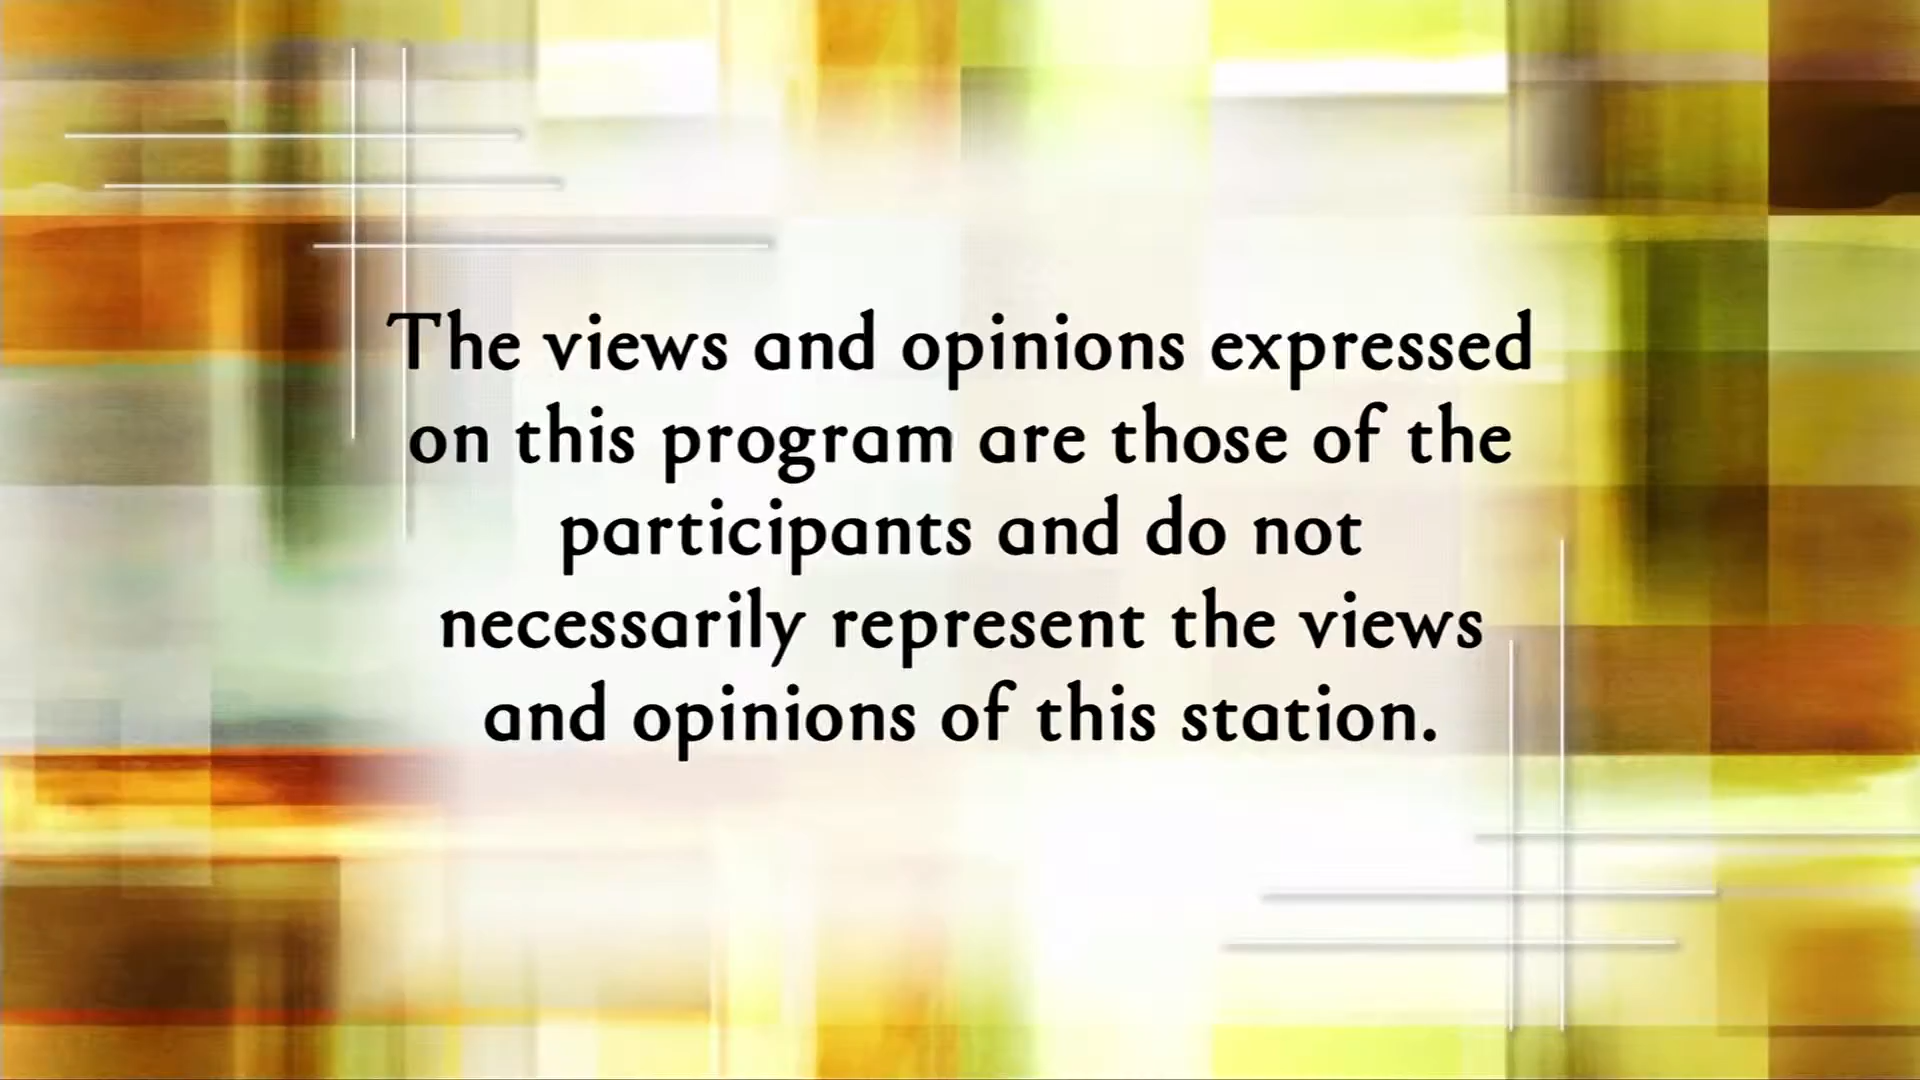 The views and opinions expressed
on this program are those of the
participants and do not
necessarily represent the views
and opinions of this station.